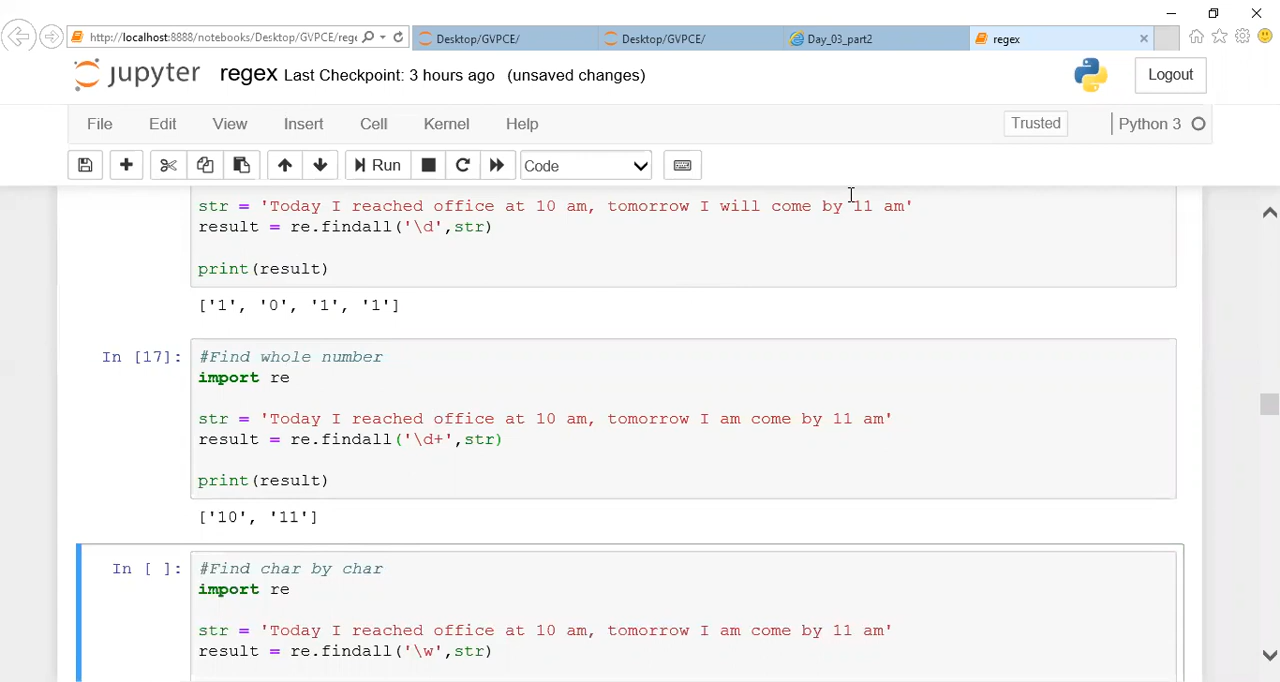 http://localhost:8888/notebooks/Desktop/GVPCE/rege
Desktop/GVPCE/
Desktop/GVPCE/
Day_03_part2
regex
jupyter regex Last Checkpoint: 3 hours ago (unsaved changes)
Logout
File Edit View Insert Cell Kernel Help
Trusted
Python 3
Run
Code
str = 'Today I reached office at 10 am, tomorrow I will come by 11 am'
result = re.findall('\d',str)
print(result)
['1', '0', '1', '1']
In [17]:
#Find whole number
import re
str = 'Today I reached office at 10 am, tomorrow I am come by 11 am'
result = re.findall('\d+',str)
print(result)
['10', '11']
In [ ]:
#Find char by char
import re
str = 'Today I reached office at 10 am, tomorrow I am come by 11 am'
result = re.findall('\w',str)